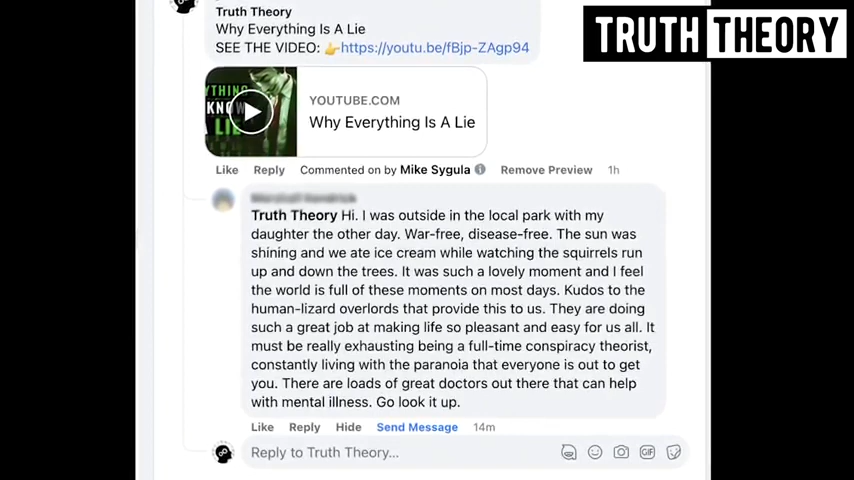 TRUTH THEORY
Truth Theory
Why Everything Is A Lie
SEE THE VIDEO: 👉https://youtu.be/fBjp-ZAgp94
YTHING
KNOW
A LIE
YOUTUBE.COM
Why Everything Is A Lie
Like Reply Commented on by Mike Sygula Remove Preview 1h
Truth Theory Hi. I was outside in the local park with my
daughter the other day. War-free, disease-free. The sun was
shining and we ate ice cream while watching the squirrels run
up and down the trees. It was such a lovely moment and I feel
the world is full of these moments on most days. Kudos to the
human-lizard overlords that provide this to us. They are doing
such a great job at making life so pleasant and easy for us all. It
must be really exhausting being a full-time conspiracy theorist,
constantly living with the paranoia that everyone is out to get
you. There are loads of great doctors out there that can help
with mental illness. Go look it up.
Like Reply Hide Send Message 14m
Reply to Truth Theory...
GIF